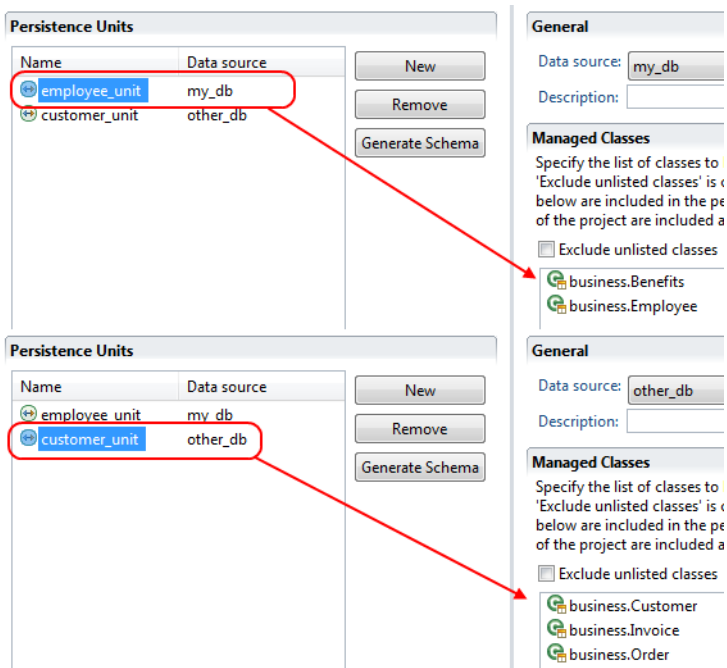 Persistence Units
Name Data source
employee_unit my_db
customer_unit other_db
New
Remove
Generate Schema
General
Data source: my_db
Description:
Managed Classes
Specify the list of classes to
'Exclude unlisted classes' is
below are included in the
of the project are included
Exclude unlisted classes
business.Benefits
business.Employee
Persistence Units
Name Data source
employee_unit my_db
customer_unit other_db
New
Remove
Generate Schema
General
Data source: other_db
Description:
Managed Classes
Specify the list of classes to
'Exclude unlisted classes' is
below are included in the
of the project are included
Exclude unlisted classes
business.Customer
business.Invoice
business.Order